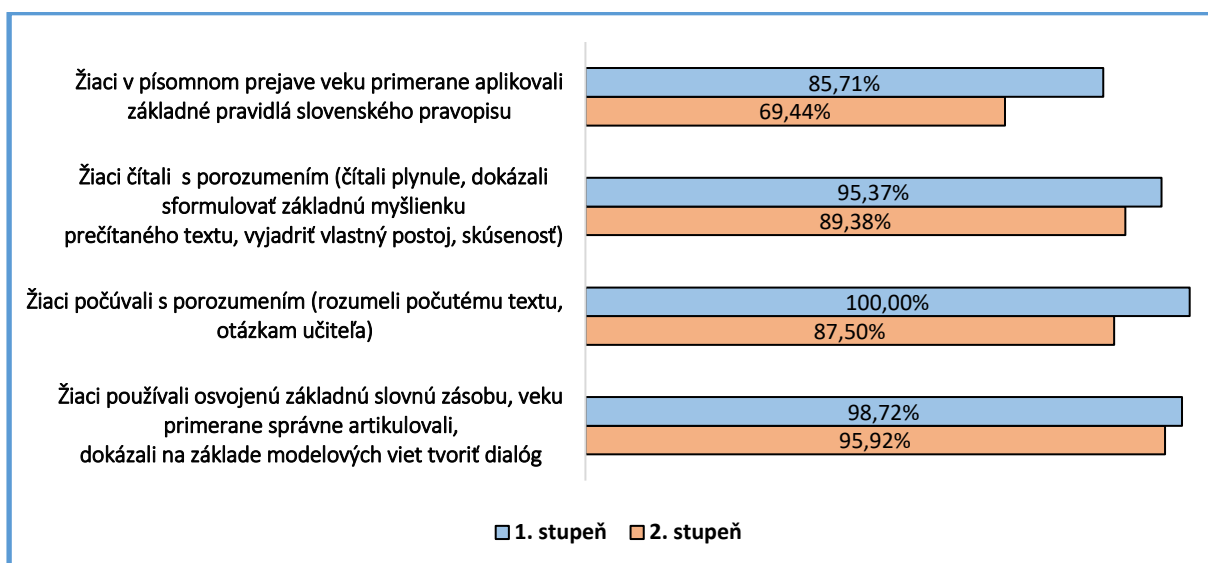 Žiaci v písomnom prejave veku primerane aplikovali
základné pravidlá slovenského pravopisu
85,71%
69,44%
Žiaci čítali  s porozumením (čítali plynule, dokázali
sformulovať základnú myšlienku
prečítaného textu, vyjadriť vlastný postoj, skúsenosť)
95,37%
89,38%
Žiaci počúvali s porozumením (rozumeli počutému textu,
otázkam učiteľa)
100,00%
87,50%
Žiaci používali osvojenú základnú slovnú zásobu, veku
primerane správne artikulovali,
dokázali na základe modelových viet tvoriť dialóg
98,72%
95,92%
1. stupeň 2. stupeň